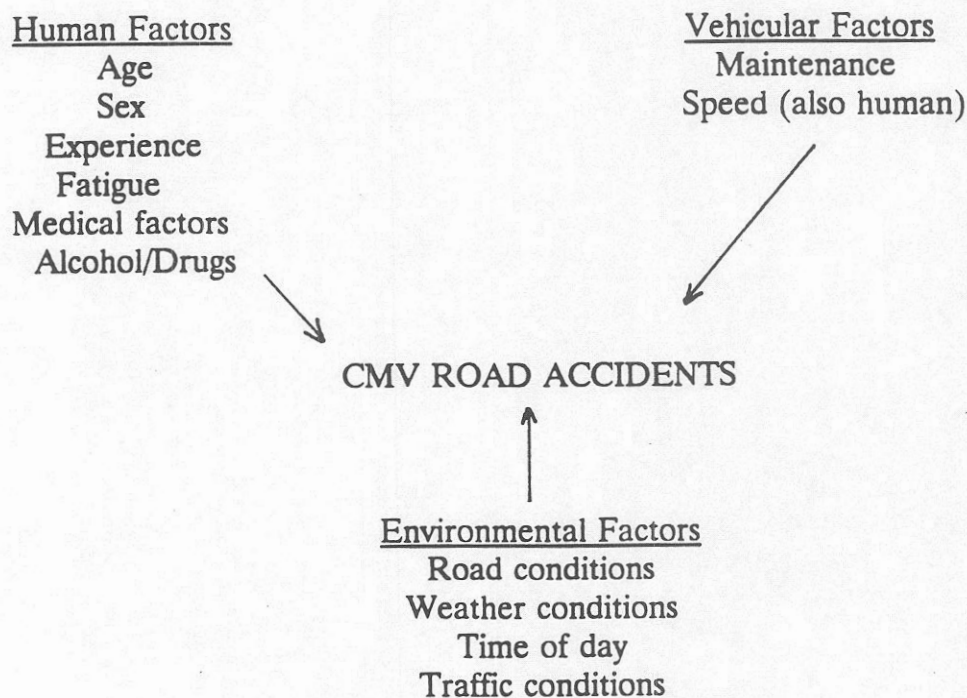 Human Factors
Age
Sex
Experience
Fatigue
Medical factors
Alcohol/Drugs
Vehicular Factors
Maintenance
Speed (also human)
CMV ROAD ACCIDENTS
Environmental Factors
Road conditions
Weather conditions
Time of day
Traffic conditions